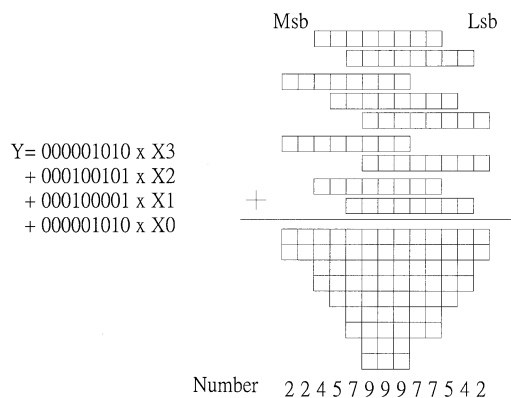 Msb Lsb
Y= 000001010 x X3
+ 000100101 x X2
+ 000100001 x X1
+ 000001010 x X0
+
Number 2 2 4 5 7 9 9 9 7 7 5 4 2